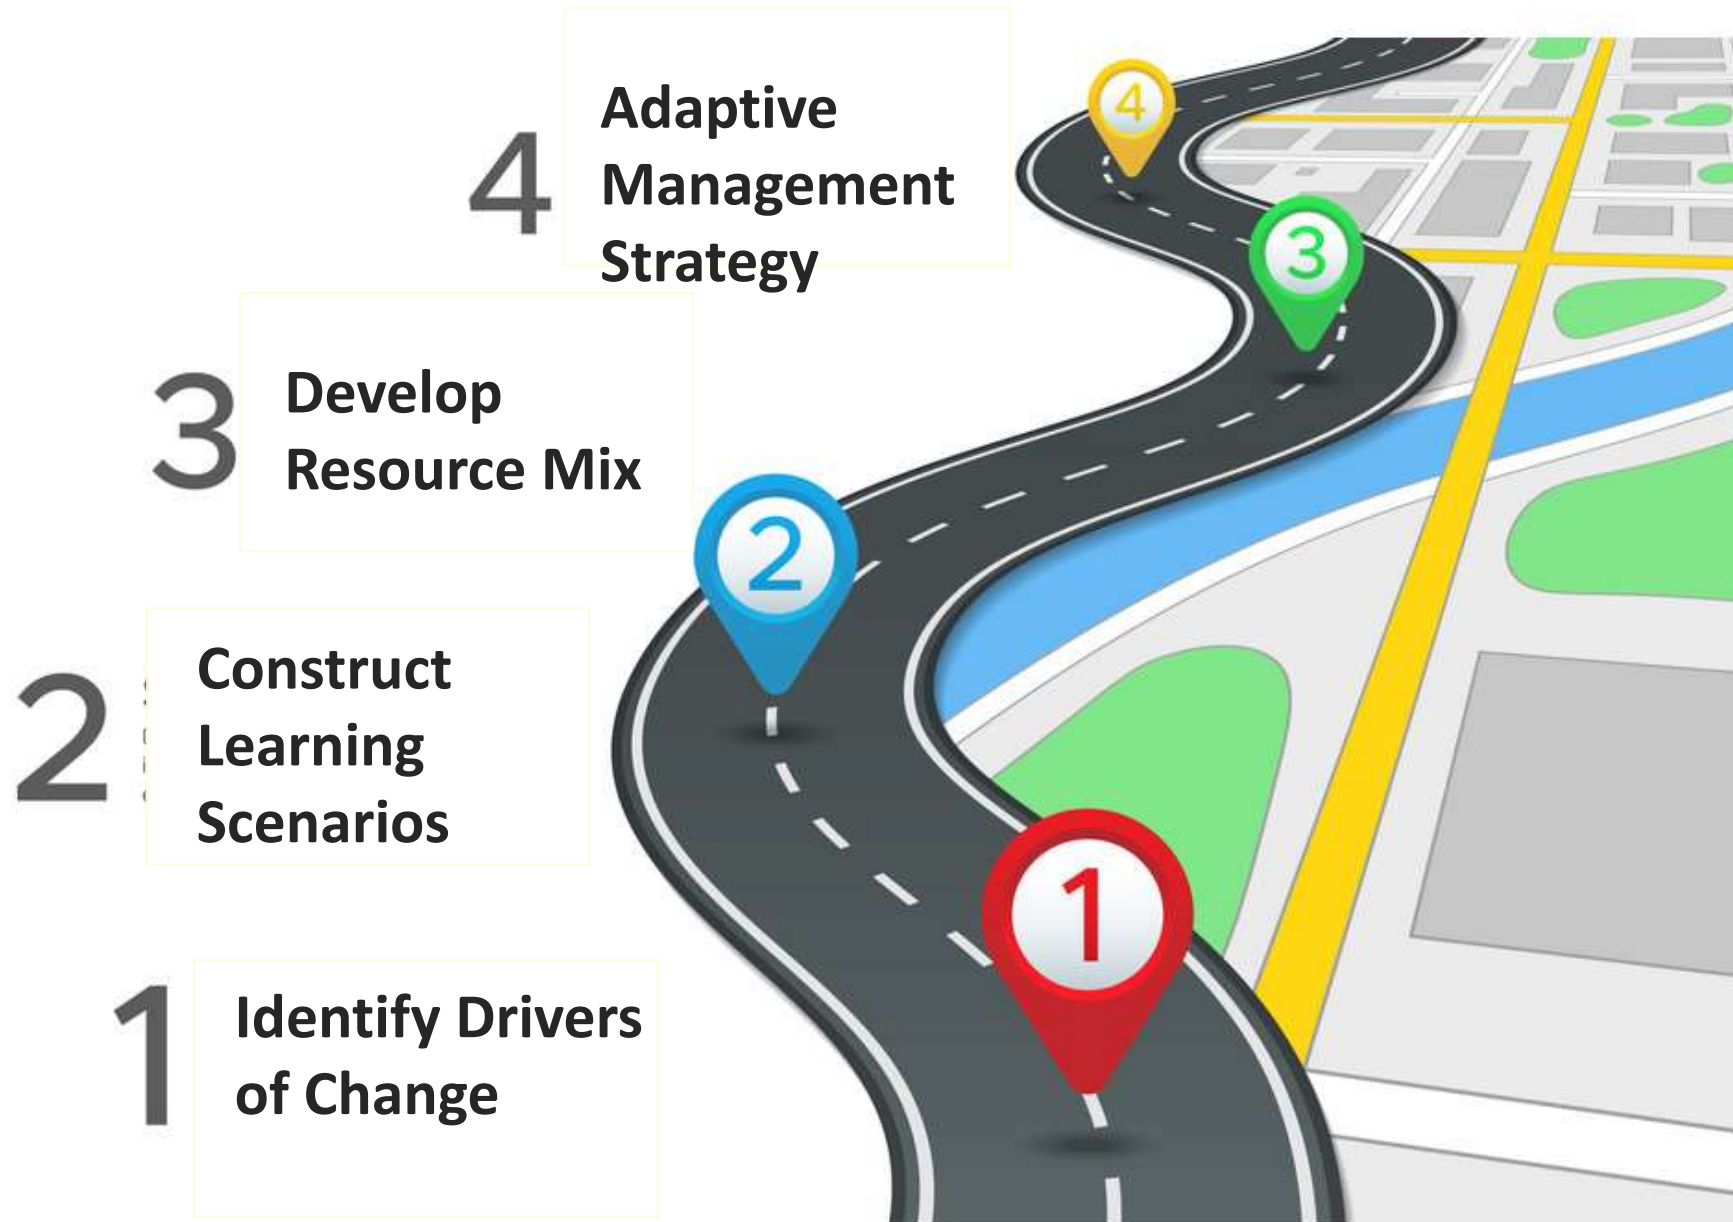 4
Adaptive
Management
Strategy
4
3
3
Develop
Resource Mix
2
2
Construct
Learning
Scenarios
1
1
Identify Drivers
of Change